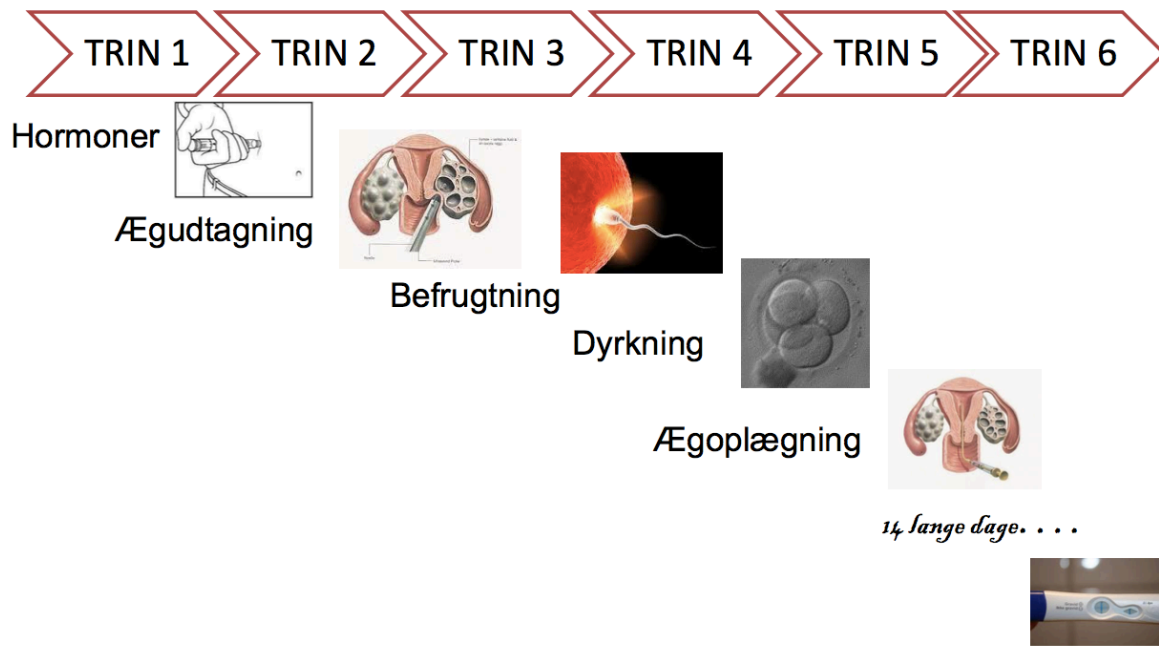 TRIN 1
TRIN 2
TRIN 3
TRIN 4
TRIN 5
TRIN 6
Hormoner
Ægudtagning
Befrugtning
Dyrkning
Ægoplægning
14 lange dage. . . .